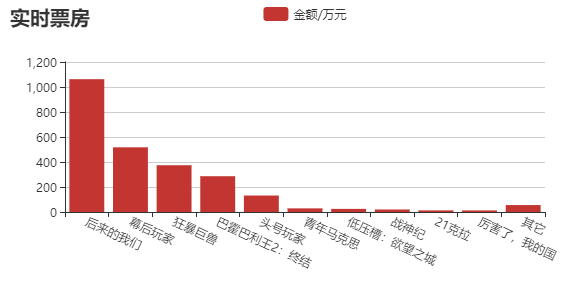 实时票房
金额/万元
1,200
1,000
800
600
400
200
0
后来的我们
幕后玩家
狂暴巨兽
巴霍巴利王2：终结
头号玩家
青年马克思
低压槽：欲望之城
战神纪
21克拉
厉害了，我的国
其它